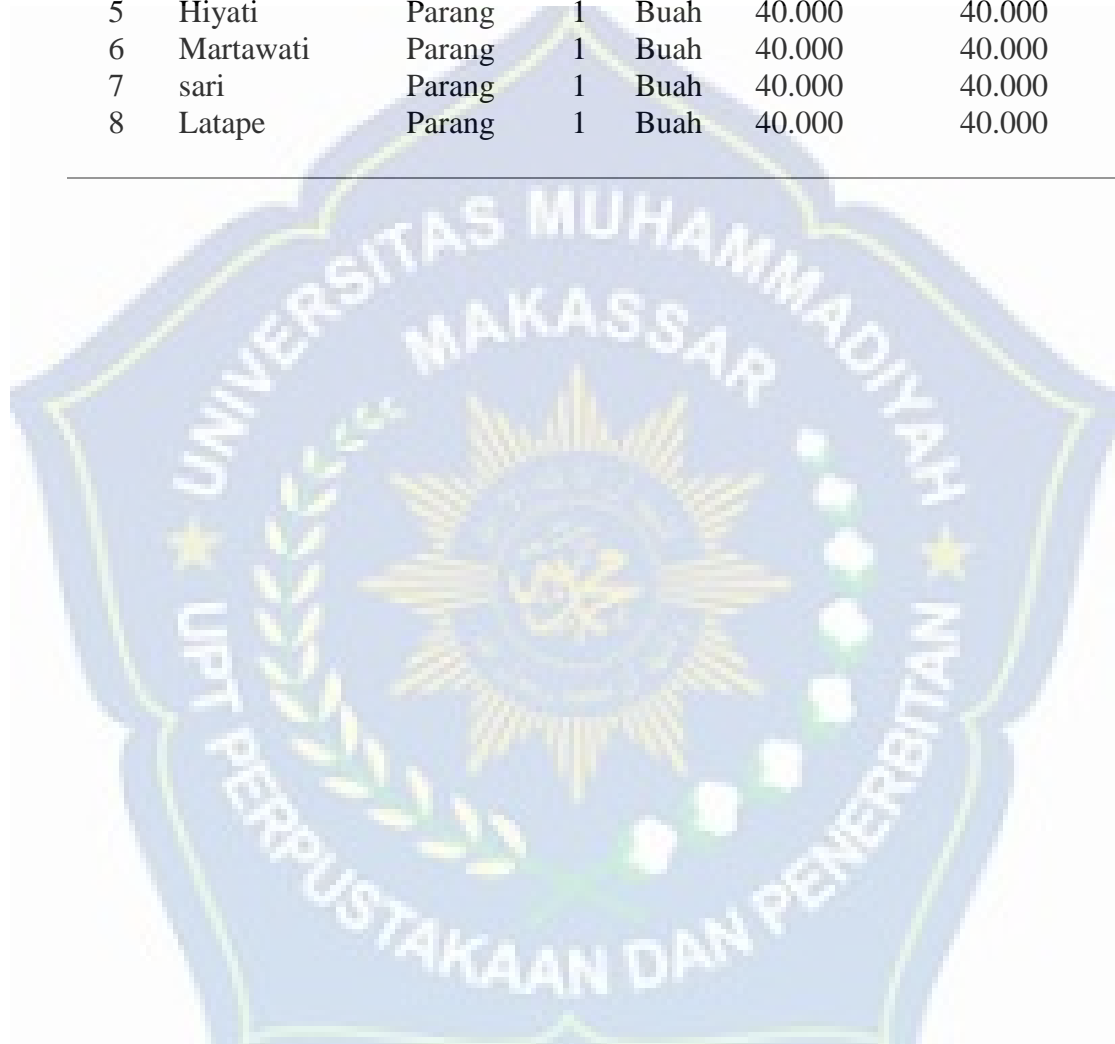 5 Hiyati Parang 1 Buah 40.000 40.000
6 Martawati Parang 1 Buah 40.000 40.000
7 sari Parang 1 Buah 40.000 40.000
8 Latape Parang 1 Buah 40.000 40.000
UNIVERSITAS MUHAMMADIYAH
MAKASSAR
UPT PERPUSTAKAAN DAN PENERBITAN